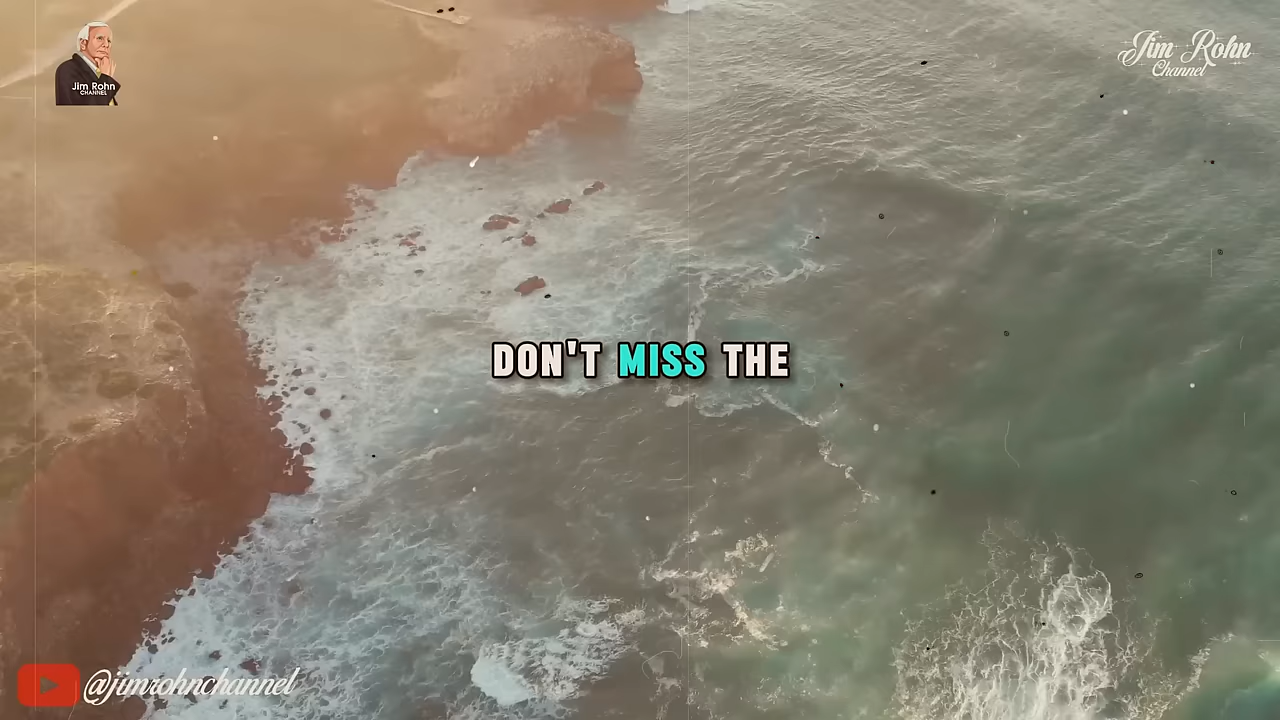 Jim Rohn
CHANNEL
Jim Rohn
Channel
DON'T MISS THE
@jimrohnchannel